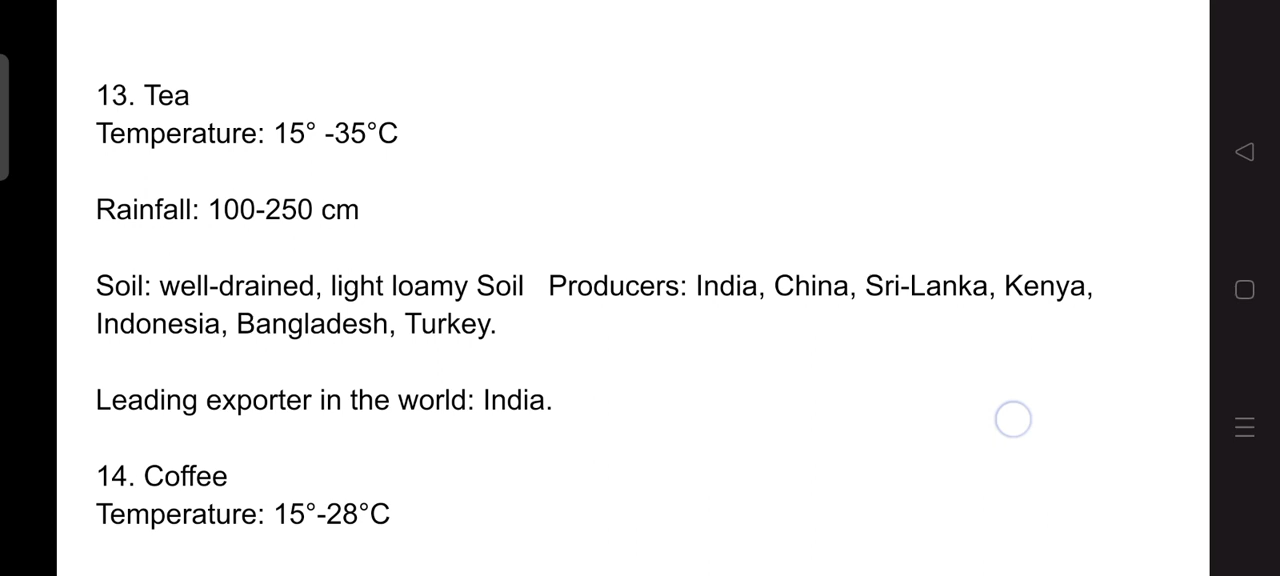 13. Tea
Temperature: 15° -35°C
Rainfall: 100-250 cm
Soil: well-drained, light loamy Soil   Producers: India, China, Sri-Lanka, Kenya,
Indonesia, Bangladesh, Turkey.
Leading exporter in the world: India.
14. Coffee
Temperature: 15°-28°C